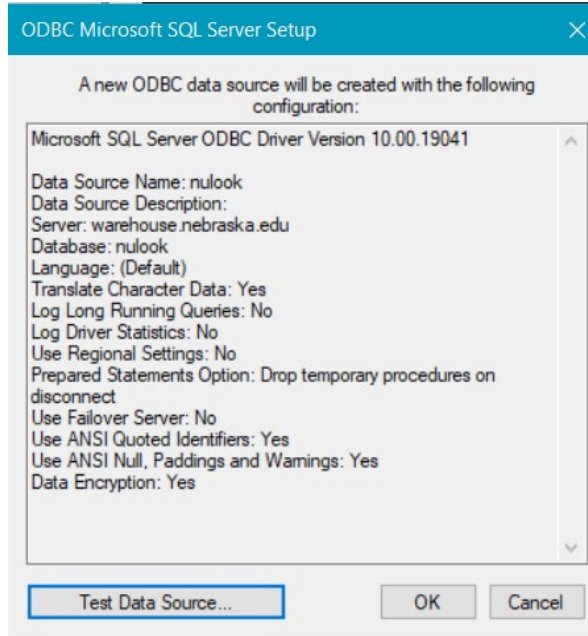 ODBC Microsoft SQL Server Setup
A new ODBC data source will be created with the following
configuration:
Microsoft SQL Server ODBC Driver Version 10.00.19041
Data Source Name: nulook
Data Source Description:
Server: warehouse.nebraska.edu
Database: nulook
Language: (Default)
Translate Character Data: Yes
Log Long Running Queries: No
Log Driver Statistics: No
Use Regional Settings: No
Prepared Statements Option: Drop temporary procedures on
disconnect
Use Failover Server: No
Use ANSI Quoted Identifiers: Yes
Use ANSI Null, Paddings and Warnings: Yes
Data Encryption: Yes
Test Data Source...
OK
Cancel